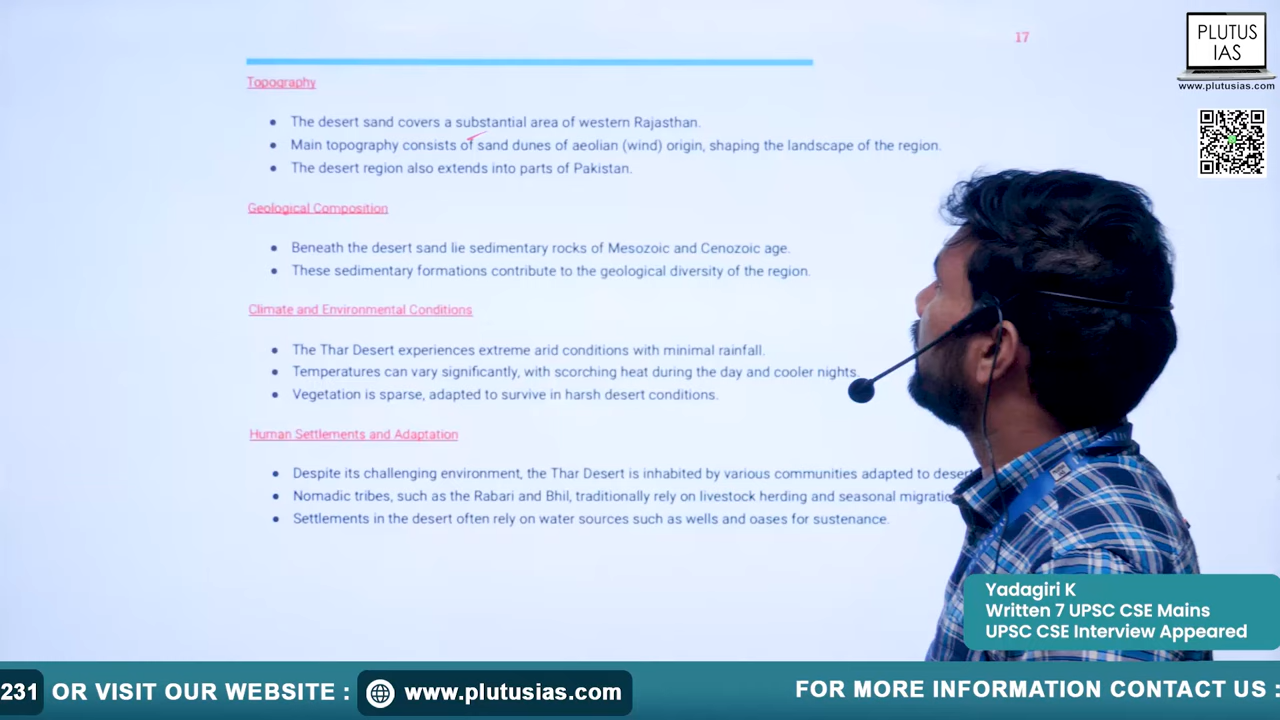 17
PLUTUS
IAS
www.plutusias.com
Topography
● The desert sand covers a substantial area of western Rajasthan.
● Main topography consists of sand dunes of aeolian (wind) origin, shaping the landscape of the region.
● The desert region also extends into parts of Pakistan.
Geological Composition
● Beneath the desert sand lie sedimentary rocks of Mesozoic and Cenozoic age.
● These sedimentary formations contribute to the geological diversity of the region.
Climate and Environmental Conditions
● The Thar Desert experiences extreme arid conditions with minimal rainfall.
● Temperatures can vary significantly, with scorching heat during the day and cooler nights.
● Vegetation is sparse, adapted to survive in harsh desert conditions.
Human Settlements and Adaptation
● Despite its challenging environment, the Thar Desert is inhabited by various communities adapted to desert
● Nomadic tribes, such as the Rabari and Bhil, traditionally rely on livestock herding and seasonal
● Settlements in the desert often rely on water sources such as wells and oases for sustenance.
Yadagiri K
Written 7 UPSC CSE Mains
UPSC CSE Interview Appeared
231 OR VISIT OUR WEBSITE : www.plutusias.com FOR MORE INFORMATION CONTACT US :